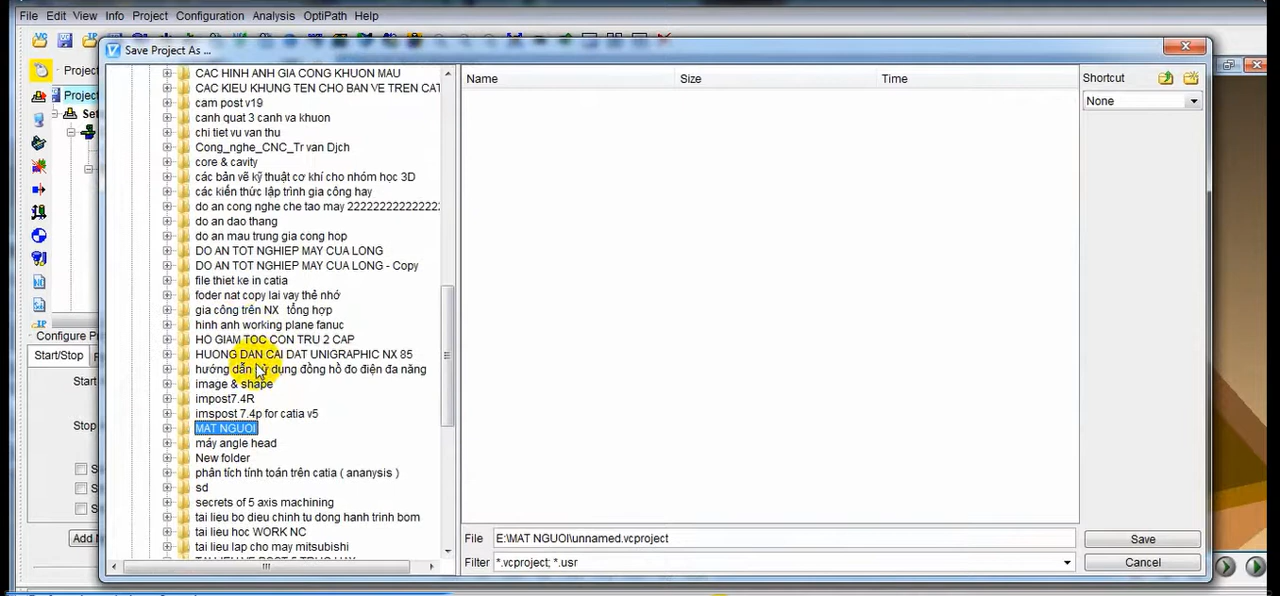 File Edit View Info Project Configuration Analysis OptiPath Help
Save Project As ...
Project
Project
Set
Configure P
Start/Stop
Start
Stop
S
S
S
Add N
CAC HINH ANH GIA CONG KHUON MAU
CAC KIEU KHUNG TEN CHO BAN VE TREN CAT
cam post v19
canh quat 3 canh va khuon
chi tiet vu van thu
Cong_nghe_CNC_Tr van Djch
core & cavity
các bản vẽ kỹ thuật cơ khí cho nhóm học 3D
các kiến thức lập trình gia công hay
do an cong nghe che tao may 22222222222222
do an dao thang
do an mau trung gia cong hop
DO AN TOT NGHIEP MAY CUA LONG
DO AN TOT NGHIEP MAY CUA LONG - Copy
file thiet ke in catia
foder nat copy lai vay thẻ nhớ
gia công trên NX tổng hợp
hinh anh working plane fanuc
HO GIAM TOC CON TRU 2 CAP
HUONG DAN CAI DAT UNIGRAPHIC NX 85
hướng dẫn sử dụng đồng hồ đo điện đa năng
image & shape
impost7.4R
imspost 7.4p for catia v5
MAT NGUOI
máy angle head
New folder
phân tích tính toán trên catia ( ananysis )
sd
secrets of 5 axis machining
tai lieu bo dieu chinh tu dong hanh trinh bom
tai lieu hoc WORK NC
tai lieu lap cho may mitsubishi
Name Size Time
Shortcut
None
File E:\MAT NGUOI\unnamed.vcproject
Save
Filter *.vcproject; *.usr
Cancel